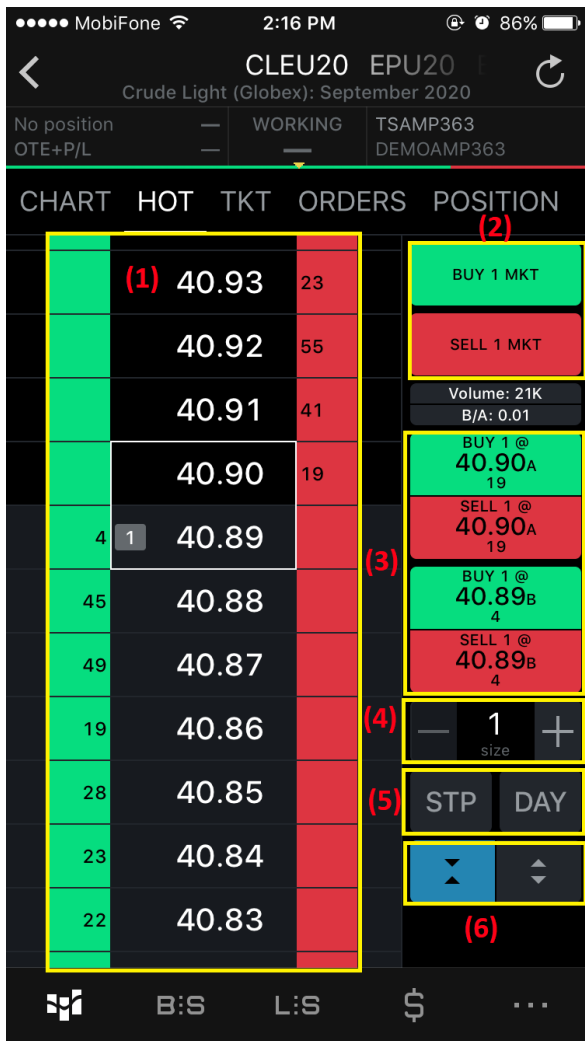 MobiFone 2:16 PM 86%
CLEU20 EPU20
Crude Light (Globex): September 2020
No position — WORKING TSAMP363
OTE+P/L — — DEMOAMP363
CHART HOT TKT ORDERS POSITION
(2)
(1) 40.93 23
BUY 1 MKT
40.92 55
SELL 1 MKT
Volume: 21K
B/A: 0.01
40.91 41
BUY 1 @
40.90A
19
40.90 19
SELL 1 @
40.90A
19
4 1 40.89
(3)
BUY 1 @
40.89B
4
45 40.88
SELL 1 @
40.89B
4
49 40.87
(4)
— 1 +
size
19 40.86
(5)
STP DAY
28 40.85
23 40.84
(6)
22 40.83
B:S L:S $ ...